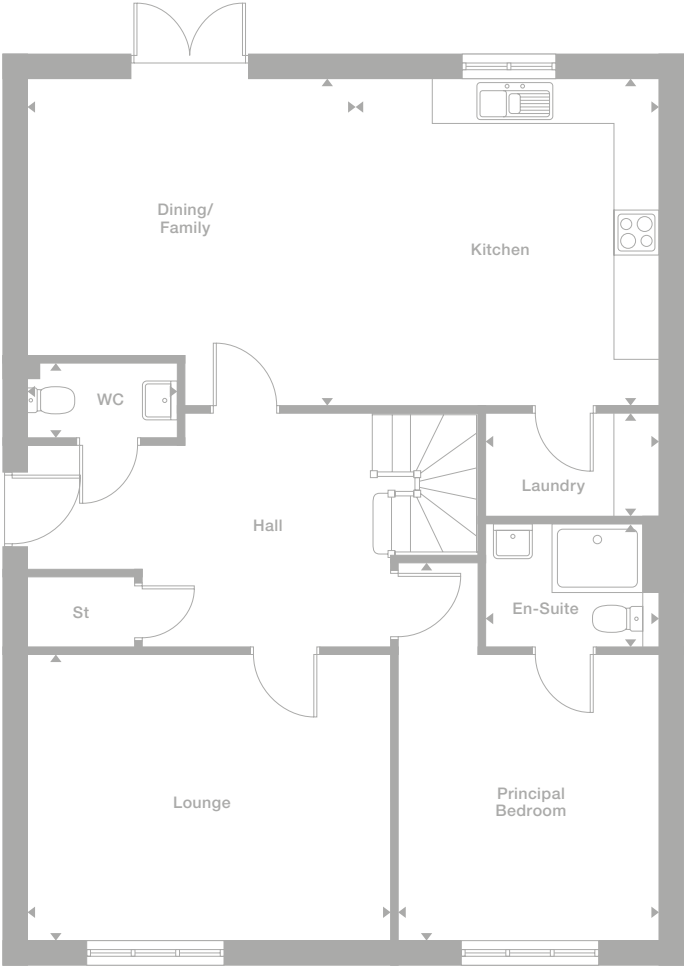 Dining/
Family
Kitchen
WC
Laundry
Hall
En-Suite
St
Lounge
Principal
Bedroom